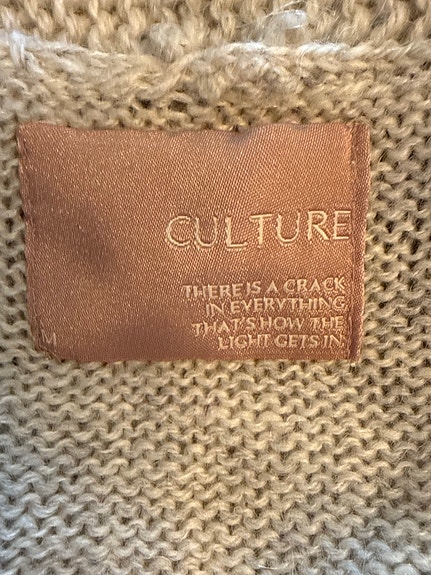 CULTURE
THERE IS A CRACK
IN EVERYTHING
THAT'S HOW THE
LIGHT GETS IN
M